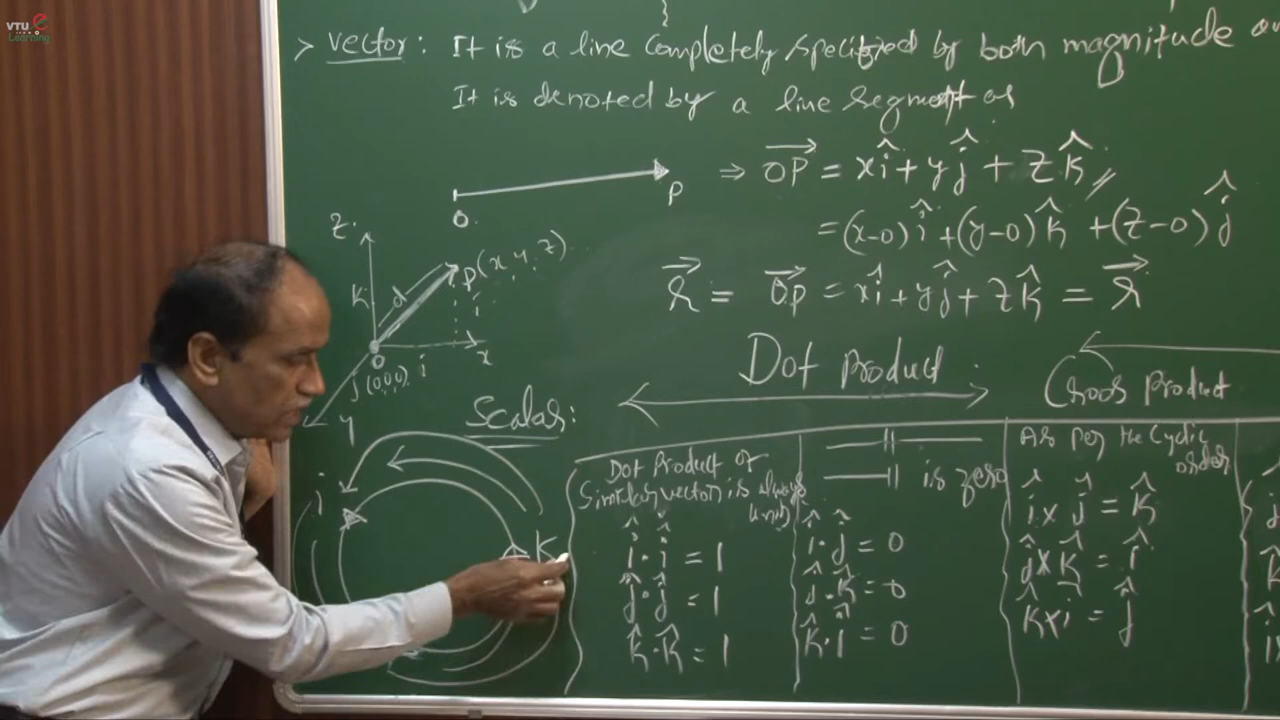 VTU e
Learning
> Vector: It is a line completely specified by both magnitude
It is denoted by a line segment as
O. P
⇒ OP = xî + yĵ + zk̂
= (x-0)î + (y-0)k̂ + (z-0)ĵ
r = OP = xî + yĵ + zk̂ = r
Z. K d P(x, y, z) O j (0,0,0) i x y
Scalar:
Dot Product
Cross Product
i K
Dot Product of
Similar vector is always
unity
î·î = 1
ĵ·ĵ = 1
k̂·k̂ = 1
—||—
—|| is zero
î·ĵ = 0
ĵ·k̂ = 0
k̂·î = 0
As per the Cyclic
order
î x ĵ = k̂
ĵ x k̂ = î
k̂ x î = ĵ